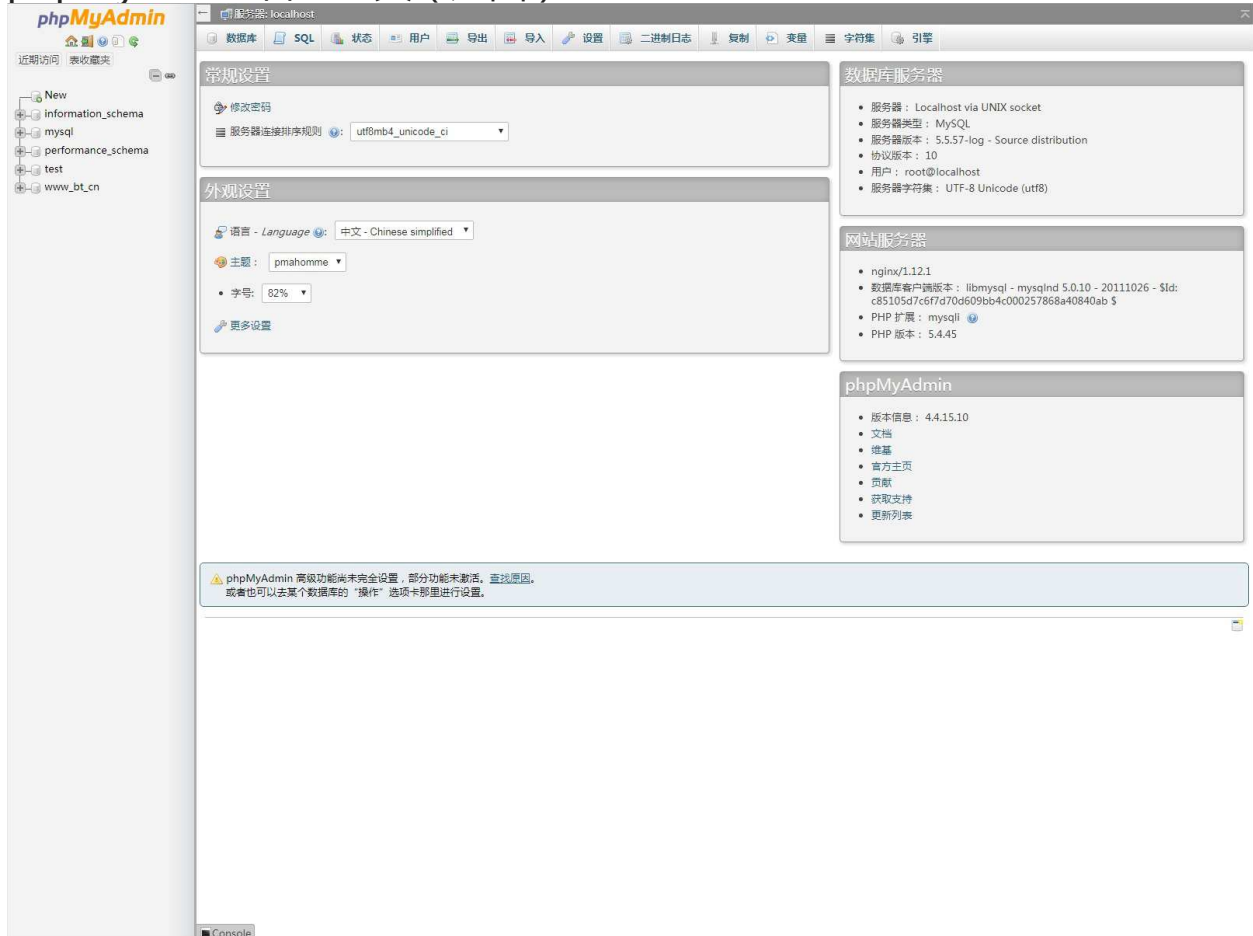 phpMyAdmin
近期访问 表收藏夹
New
information_schema
mysql
performance_schema
test
www_bt_cn
服务器: localhost
数据库 SQL 状态 用户 导出 导入 设置 二进制日志 复制 变量 字符集 引擎
常规设置
修改密码
服务器连接排序规则 : utf8mb4_unicode_ci
外观设置
语言 - Language : 中文 - Chinese simplified
主题 : pmahomme
字号: 82%
更多设置
数据库服务器
服务器 : Localhost via UNIX socket
服务器类型 : MySQL
服务器版本 : 5.5.57-log - Source distribution
协议版本 : 10
用户 : root@localhost
服务器字符集 : UTF-8 Unicode (utf8)
网站服务器
nginx/1.12.1
数据库客户端版本 : libmysql - mysqlnd 5.0.10 - 20111026 - $Id:
c85105d7c6f7d70d609bb4c000257868a40840ab $
PHP 扩展 : mysqli
PHP 版本 : 5.4.45
phpMyAdmin
版本信息 : 4.4.15.10
文档
维基
官方主页
贡献
获取支持
更新列表
phpMyAdmin 高级功能尚未完全设置，部分功能未激活。查找原因。
或者也可以去某个数据库的 “操作” 选项卡那里进行设置。
Console